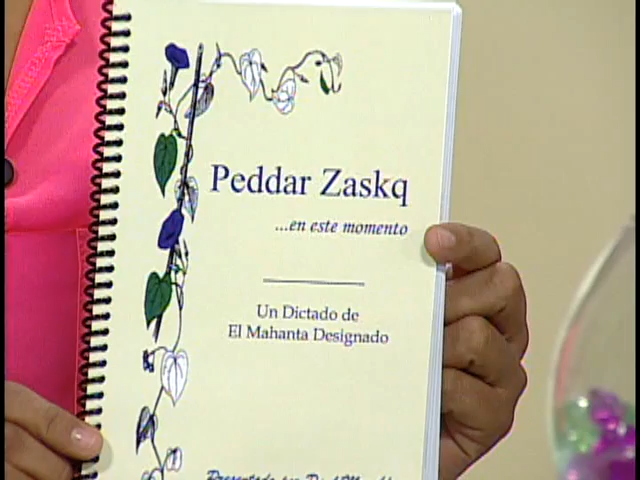 Peddar Zaskq
...en este momento
Un Dictado de
El Mahanta Designado